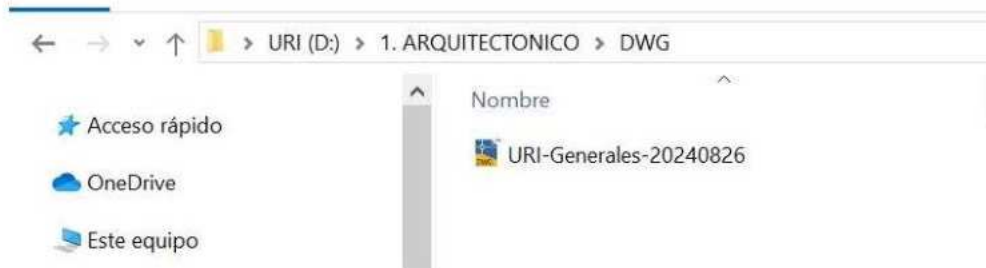 URI (D:) > 1. ARQUITECTONICO > DWG
Nombre
Acceso rápido
URI-Generales-20240826
OneDrive
Este equipo